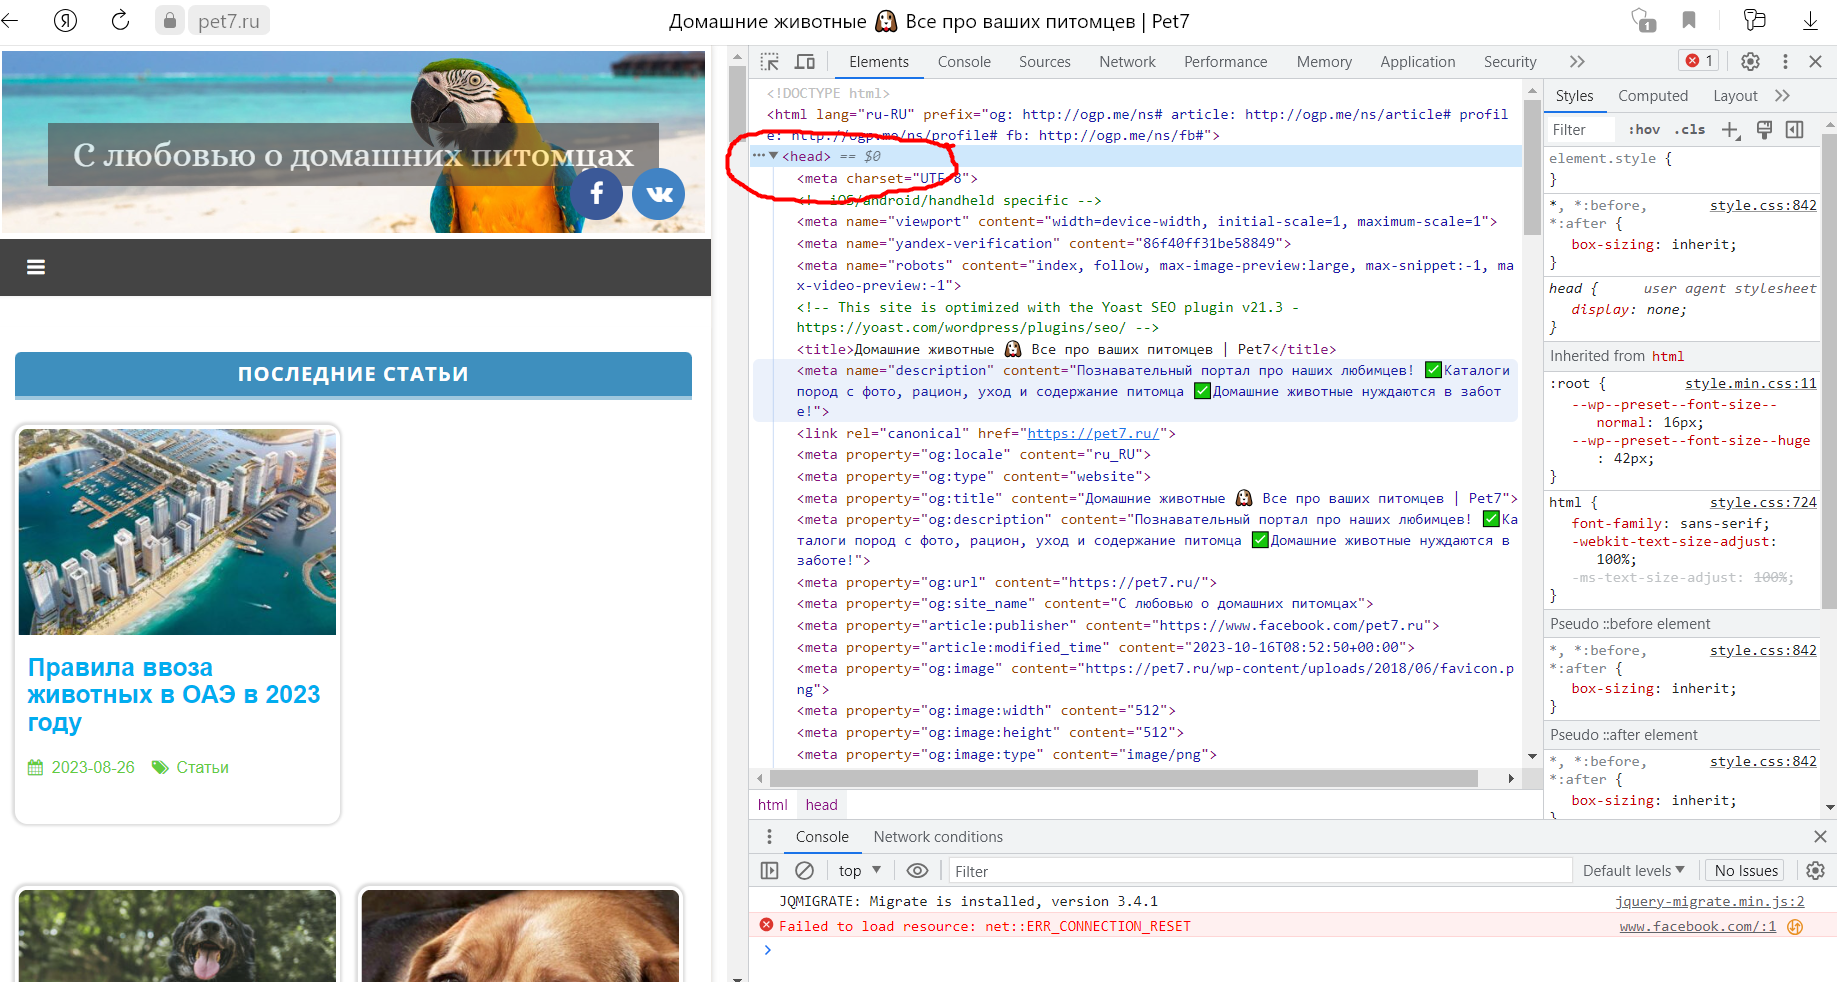 pet7.ru
Домашние животные 🐶 Все про ваших питомцев | Pet7
1
С любовью о домашних питомцах
ПОСЛЕДНИЕ СТАТЬИ
Правила ввоза
животных в ОАЭ в 2023
году
2023-08-26 Статьи
Elements Console Sources Network Performance Memory Application Security 1
<!DOCTYPE html>
<html lang="ru-RU" prefix="og: http://ogp.me/ns# article: http://ogp.me/ns/article# profil
e: http://ogp.me/ns/profile# fb: http://ogp.me/ns/fb#">
<head> == $0
<meta charset="UTF-8">
<!-- iOS/android/handheld specific -->
<meta name="viewport" content="width=device-width, initial-scale=1, maximum-scale=1">
<meta name="yandex-verification" content="86f40ff31be58849">
<meta name="robots" content="index, follow, max-image-preview:large, max-snippet:-1, ma
x-video-preview:-1">
<!-- This site is optimized with the Yoast SEO plugin v21.3 -
https://yoast.com/wordpress/plugins/seo/ -->
<title>Домашние животные 🐶 Все про ваших питомцев | Pet7</title>
<meta name="description" content="Познавательный портал про наших любимцев! ✅Каталоги
пород с фото, рацион, уход и содержание питомца ✅Домашние животные нуждаются в забот
е!">
<link rel="canonical" href="https://pet7.ru/">
<meta property="og:locale" content="ru_RU">
<meta property="og:type" content="website">
<meta property="og:title" content="Домашние животные 🐶 Все про ваших питомцев | Pet7">
<meta property="og:description" content="Познавательный портал про наших любимцев! ✅Ка
талоги пород с фото, рацион, уход и содержание питомца ✅Домашние животные нуждаются в
заботе!">
<meta property="og:url" content="https://pet7.ru/">
<meta property="og:site_name" content="С любовью о домашних питомцах">
<meta property="article:publisher" content="https://www.facebook.com/pet7.ru">
<meta property="article:modified_time" content="2023-10-16T08:52:50+00:00">
<meta property="og:image" content="https://pet7.ru/wp-content/uploads/2018/06/favicon.p
ng">
<meta property="og:image:width" content="512">
<meta property="og:image:height" content="512">
<meta property="og:image:type" content="image/png">
html head
Styles Computed Layout
Filter :hov .cls
element.style {
}
*, *:before, style.css:842
*:after {
box-sizing: inherit;
}
head { user agent stylesheet
display: none;
}
Inherited from html
:root { style.min.css:11
--wp--preset--font-size--
normal: 16px;
--wp--preset--font-size--huge
: 42px;
}
html { style.css:724
font-family: sans-serif;
-webkit-text-size-adjust:
100%;
-ms-text-size-adjust: 100%;
}
Pseudo ::before element
*, *:before, style.css:842
*:after {
box-sizing: inherit;
}
Pseudo ::after element
*, *:before, style.css:842
*:after {
box-sizing: inherit;
}
Console Network conditions
top Filter Default levels No Issues
JQMIGRATE: Migrate is installed, version 3.4.1 jquery-migrate.min.js:2
Failed to load resource: net::ERR_CONNECTION_RESET www.facebook.com/:1